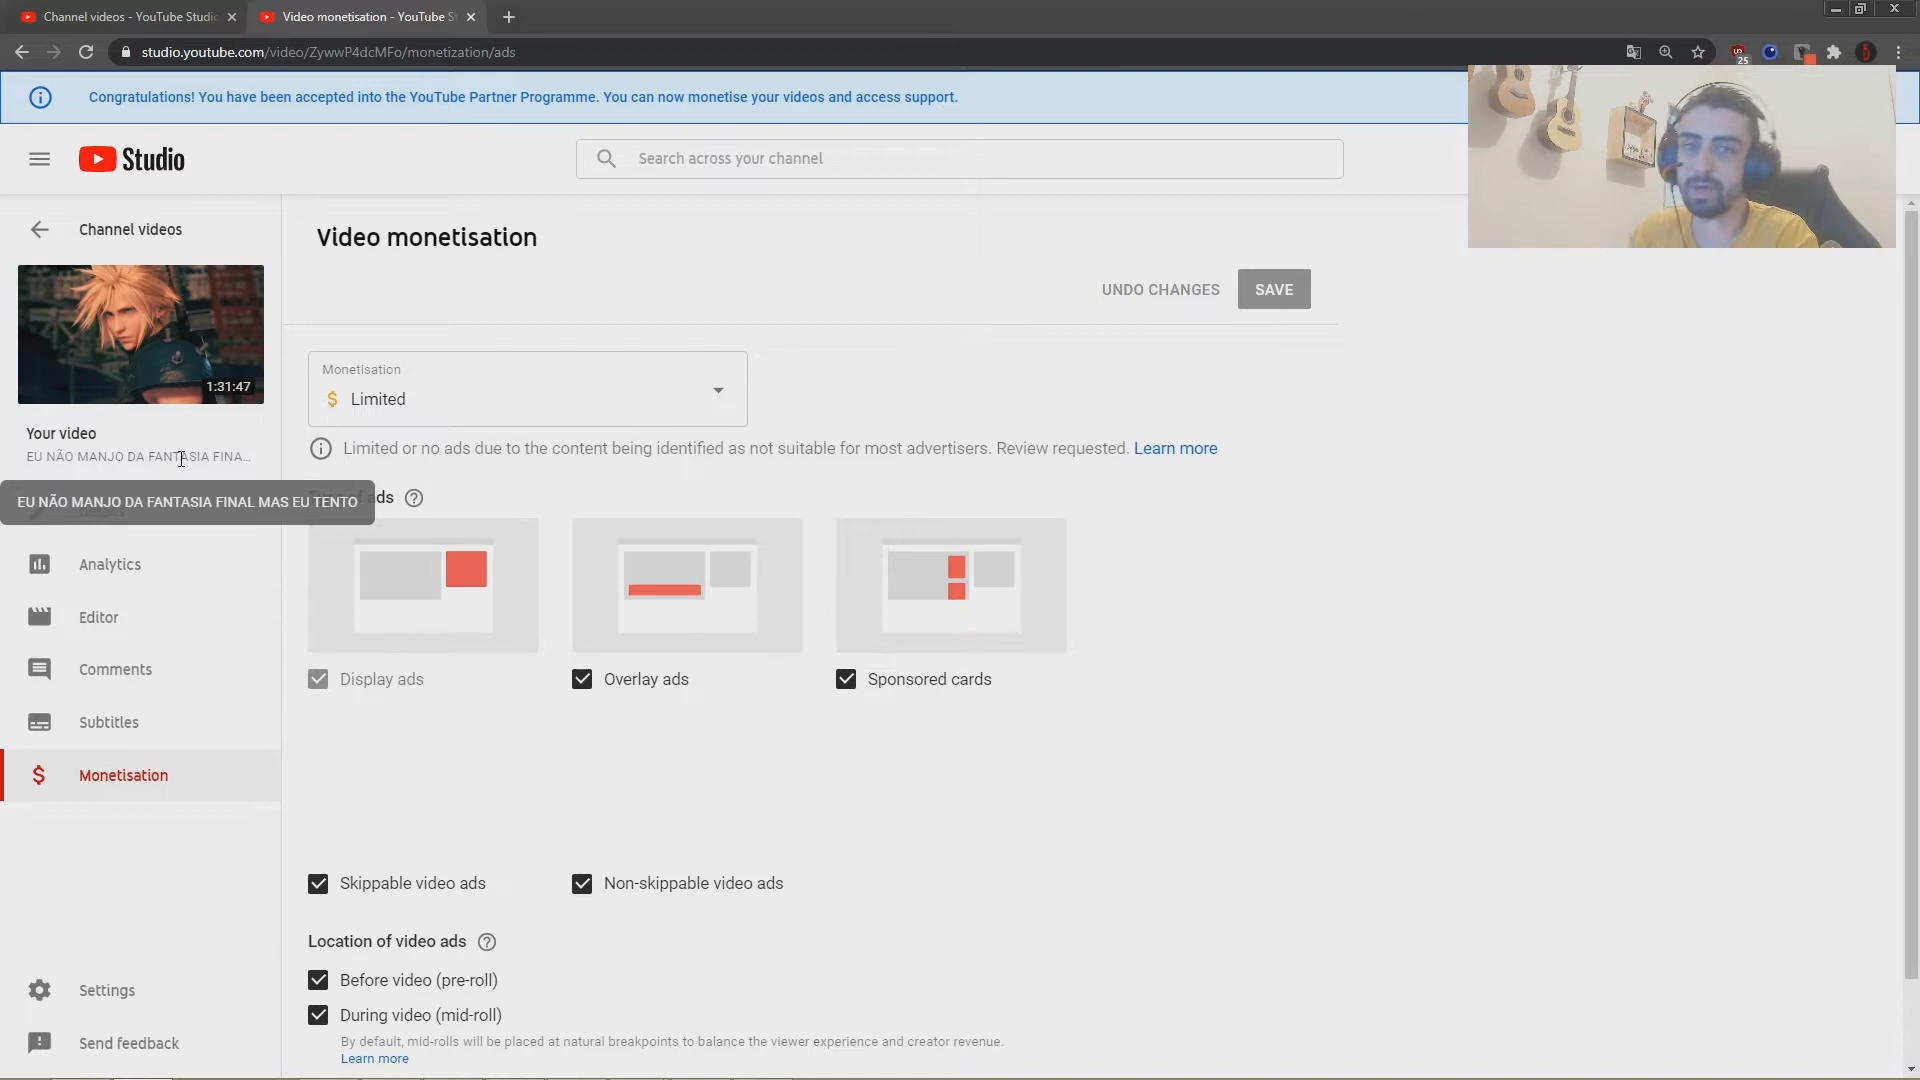 Channel videos - YouTube Studio
Video monetisation - YouTube St
studio.youtube.com/video/ZywwP4dcMFo/monetization/ads
25
Congratulations! You have been accepted into the YouTube Partner Programme. You can now monetise your videos and access support.
Studio
Search across your channel
Channel videos
1:31:47
Your video
EU NÃO MANJO DA FANTASIA FINA...
EU NÃO MANJO DA FANTASIA FINAL MAS EU TENTO
Analytics
Editor
Comments
Subtitles
Monetisation
Settings
Send feedback
Video monetisation
UNDO CHANGES
SAVE
Monetisation
Limited
Limited or no ads due to the content being identified as not suitable for most advertisers. Review requested. Learn more
ads
Display ads
Overlay ads
Sponsored cards
Skippable video ads
Non-skippable video ads
Location of video ads
Before video (pre-roll)
During video (mid-roll)
By default, mid-rolls will be placed at natural breakpoints to balance the viewer experience and creator revenue.
Learn more